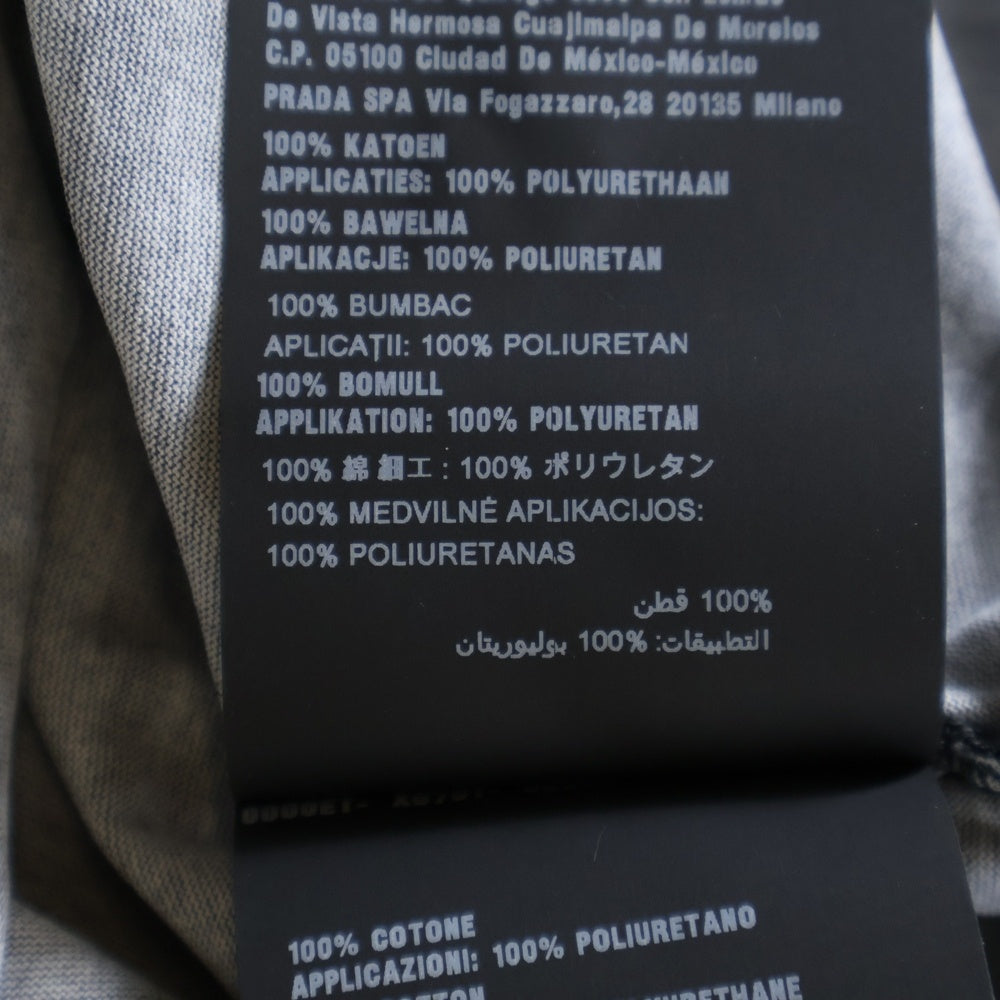 De Vista Hermosa Cuajimalpa De Morelos
C.P. 05100 Ciudad De México-México
PRADA SPA Via Fogazzaro,28 20135 Milano
100% KATOEN
APPLICATIES: 100% POLYURETHAAN
100% BAWELNA
APLIKACJE: 100% POLIURETAN
100% BUMBAC
APLICAȚII: 100% POLIURETAN
100% BOMULL
APPLIKATION: 100% POLYURETAN
100% 綿 細工 : 100% ポリウレタン
100% MEDVILNĖ APLIKACIJOS:
100% POLIURETANAS
100% قطن
التطبيقات: 100% بوليوريتان
100% COTONE
APPLICAZIONI: 100% POLIURETANO